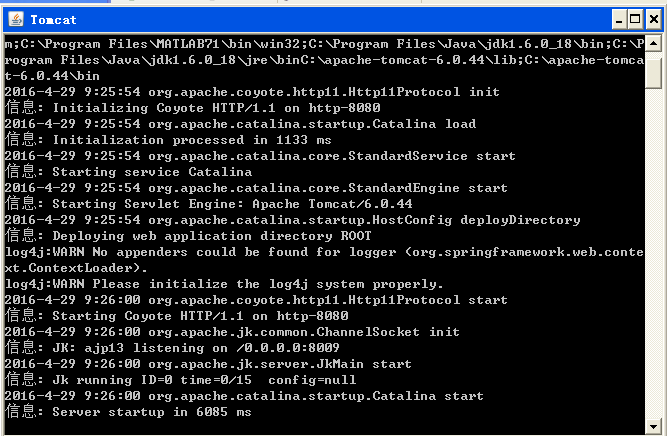 Tomcat
m;C:\Program Files\MATLAB71\bin\win32;C:\Program Files\Java\jdk1.6.0_18\bin;C:\P
rogram Files\Java\jdk1.6.0_18\jre\binC:\apache-tomcat-6.0.44\lib;C:\apache-tomca
t-6.0.44\bin
2016-4-29 9:25:54 org.apache.coyote.http11.Http11Protocol init
信息: Initializing Coyote HTTP/1.1 on http-8080
2016-4-29 9:25:54 org.apache.catalina.startup.Catalina load
信息: Initialization processed in 1133 ms
2016-4-29 9:25:54 org.apache.catalina.core.StandardService start
信息: Starting service Catalina
2016-4-29 9:25:54 org.apache.catalina.core.StandardEngine start
信息: Starting Servlet Engine: Apache Tomcat/6.0.44
2016-4-29 9:25:54 org.apache.catalina.startup.HostConfig deployDirectory
信息: Deploying web application directory ROOT
log4j:WARN No appenders could be found for logger (org.springframework.web.conte
xt.ContextLoader).
log4j:WARN Please initialize the log4j system properly.
2016-4-29 9:26:00 org.apache.coyote.http11.Http11Protocol start
信息: Starting Coyote HTTP/1.1 on http-8080
2016-4-29 9:26:00 org.apache.jk.common.ChannelSocket init
信息: JK: ajp13 listening on /0.0.0.0:8009
2016-4-29 9:26:00 org.apache.jk.server.JkMain start
信息: Jk running ID=0 time=0/15  config=null
2016-4-29 9:26:00 org.apache.catalina.startup.Catalina start
信息: Server startup in 6085 ms